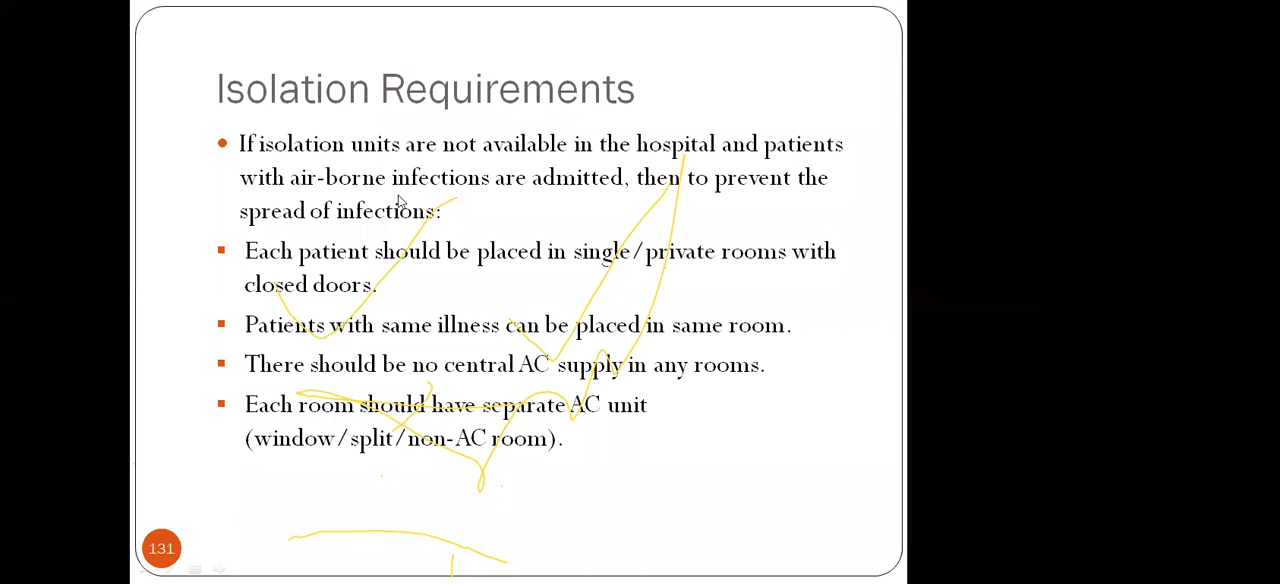 Isolation Requirements
If isolation units are not available in the hospital and patients
with air-borne infections are admitted, then to prevent the
spread of infections:
Each patient should be placed in single/private rooms with
closed doors.
Patients with same illness can be placed in same room.
There should be no central AC supply in any rooms.
Each room should have separate AC unit
(window/split/non-AC room).
131